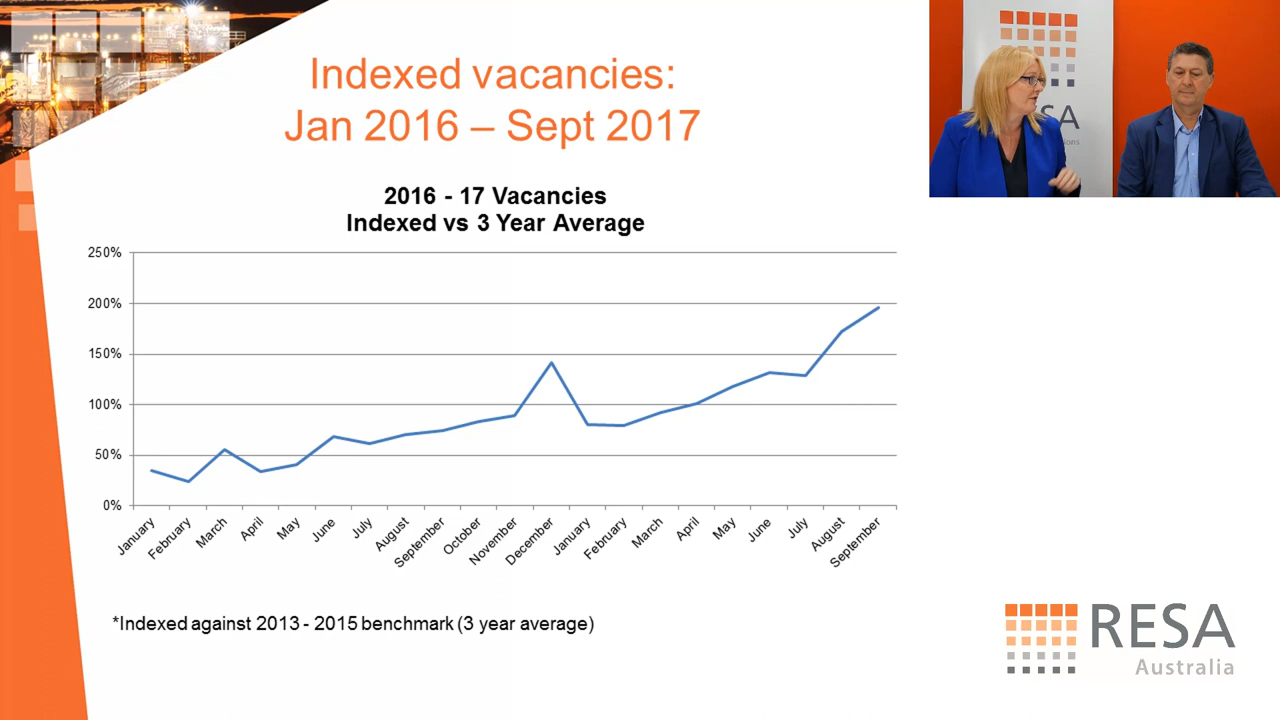 Indexed vacancies:
Jan 2016 – Sept 2017
2016 - 17 Vacancies
Indexed vs 3 Year Average
250%
200%
150%
100%
50%
0%
January
February
March
April
May
June
July
August
September
October
November
December
January
February
March
April
May
June
July
August
September
*Indexed against 2013 - 2015 benchmark (3 year average)
ESA
RESA
Australia